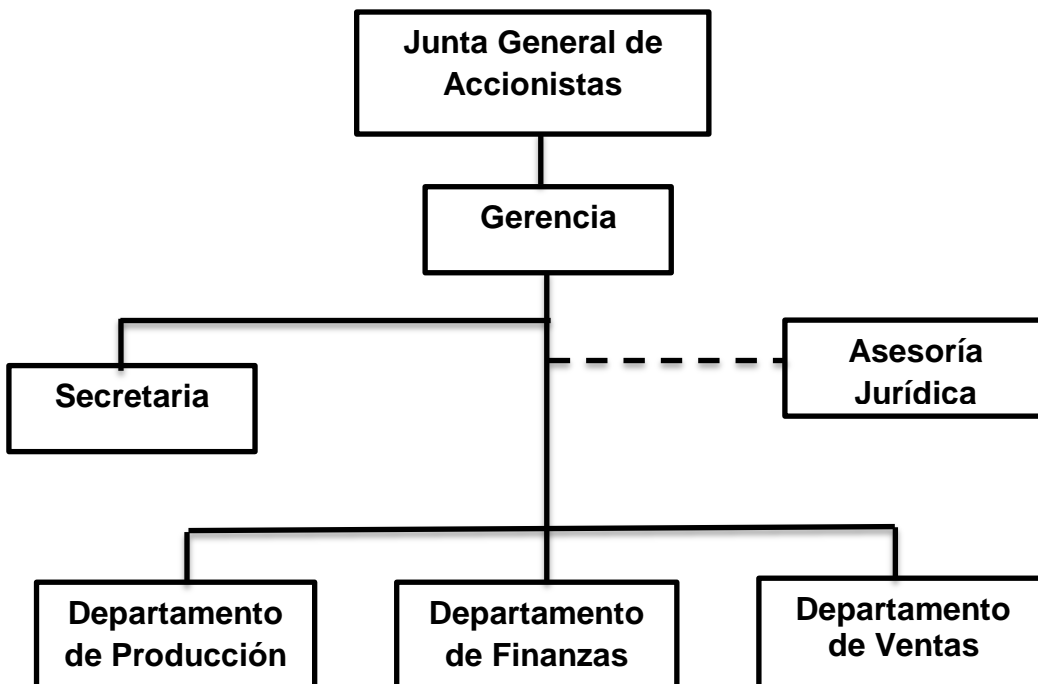 Junta General de
Accionistas
Gerencia
Secretaria
Asesoría
Jurídica
Departamento
de Producción
Departamento
de Finanzas
Departamento
de Ventas